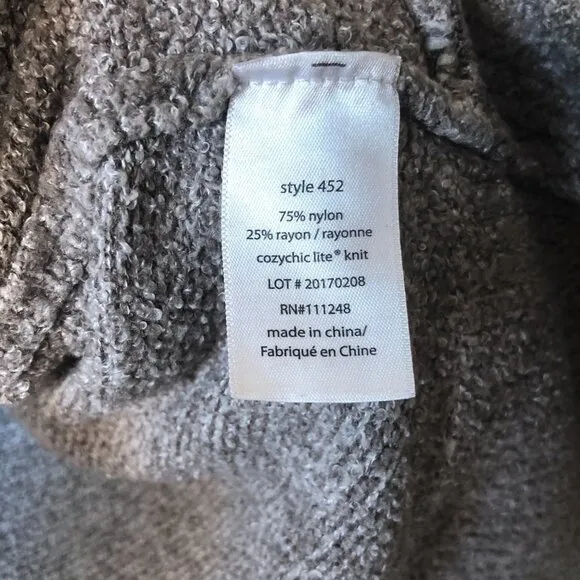 style 452
75% nylon
25% rayon / rayonne
cozychic lite® knit
LOT # 20170208
RN#111248
made in china/
Fabriqué en Chine